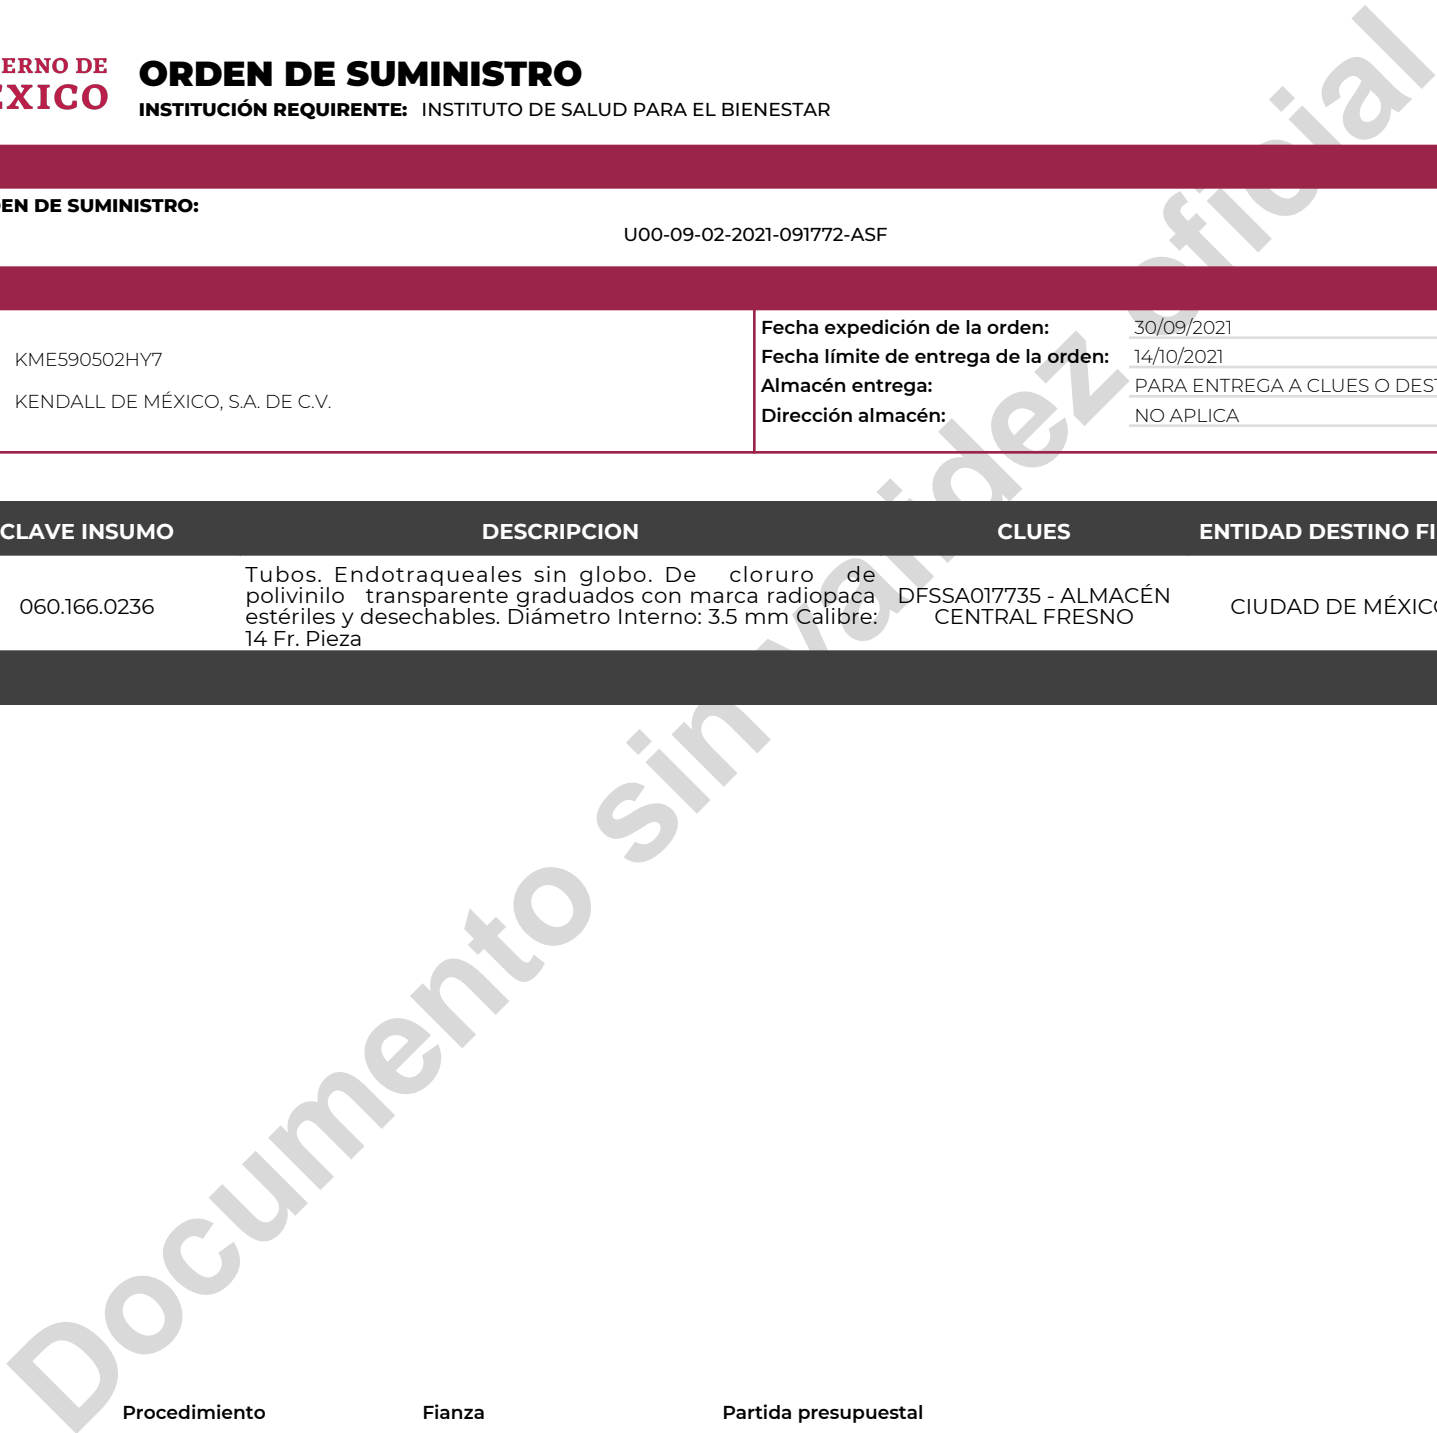 ERNO DE
ÉXICO
ORDEN DE SUMINISTRO
INSTITUCIÓN REQUIRENTE: INSTITUTO DE SALUD PARA EL BIENESTAR
EN DE SUMINISTRO:
U00-09-02-2021-091772-ASF
KME590502HY7
KENDALL DE MÉXICO, S.A. DE C.V.
Fecha expedición de la orden: 30/09/2021
Fecha límite de entrega de la orden: 14/10/2021
Almacén entrega: PARA ENTREGA A CLUES O DEST
Dirección almacén: NO APLICA
CLAVE INSUMO DESCRIPCION CLUES ENTIDAD DESTINO FI
060.166.0236
Tubos. Endotraqueales sin globo. De cloruro de
polivinilo transparente graduados con marca radiopaca
estériles y desechables. Diámetro Interno: 3.5 mm Calibre:
14 Fr. Pieza
DFSSA017735 - ALMACÉN
CENTRAL FRESNO
CIUDAD DE MÉXICO
Documento sin validez oficial
Procedimiento Fianza Partida presupuestal